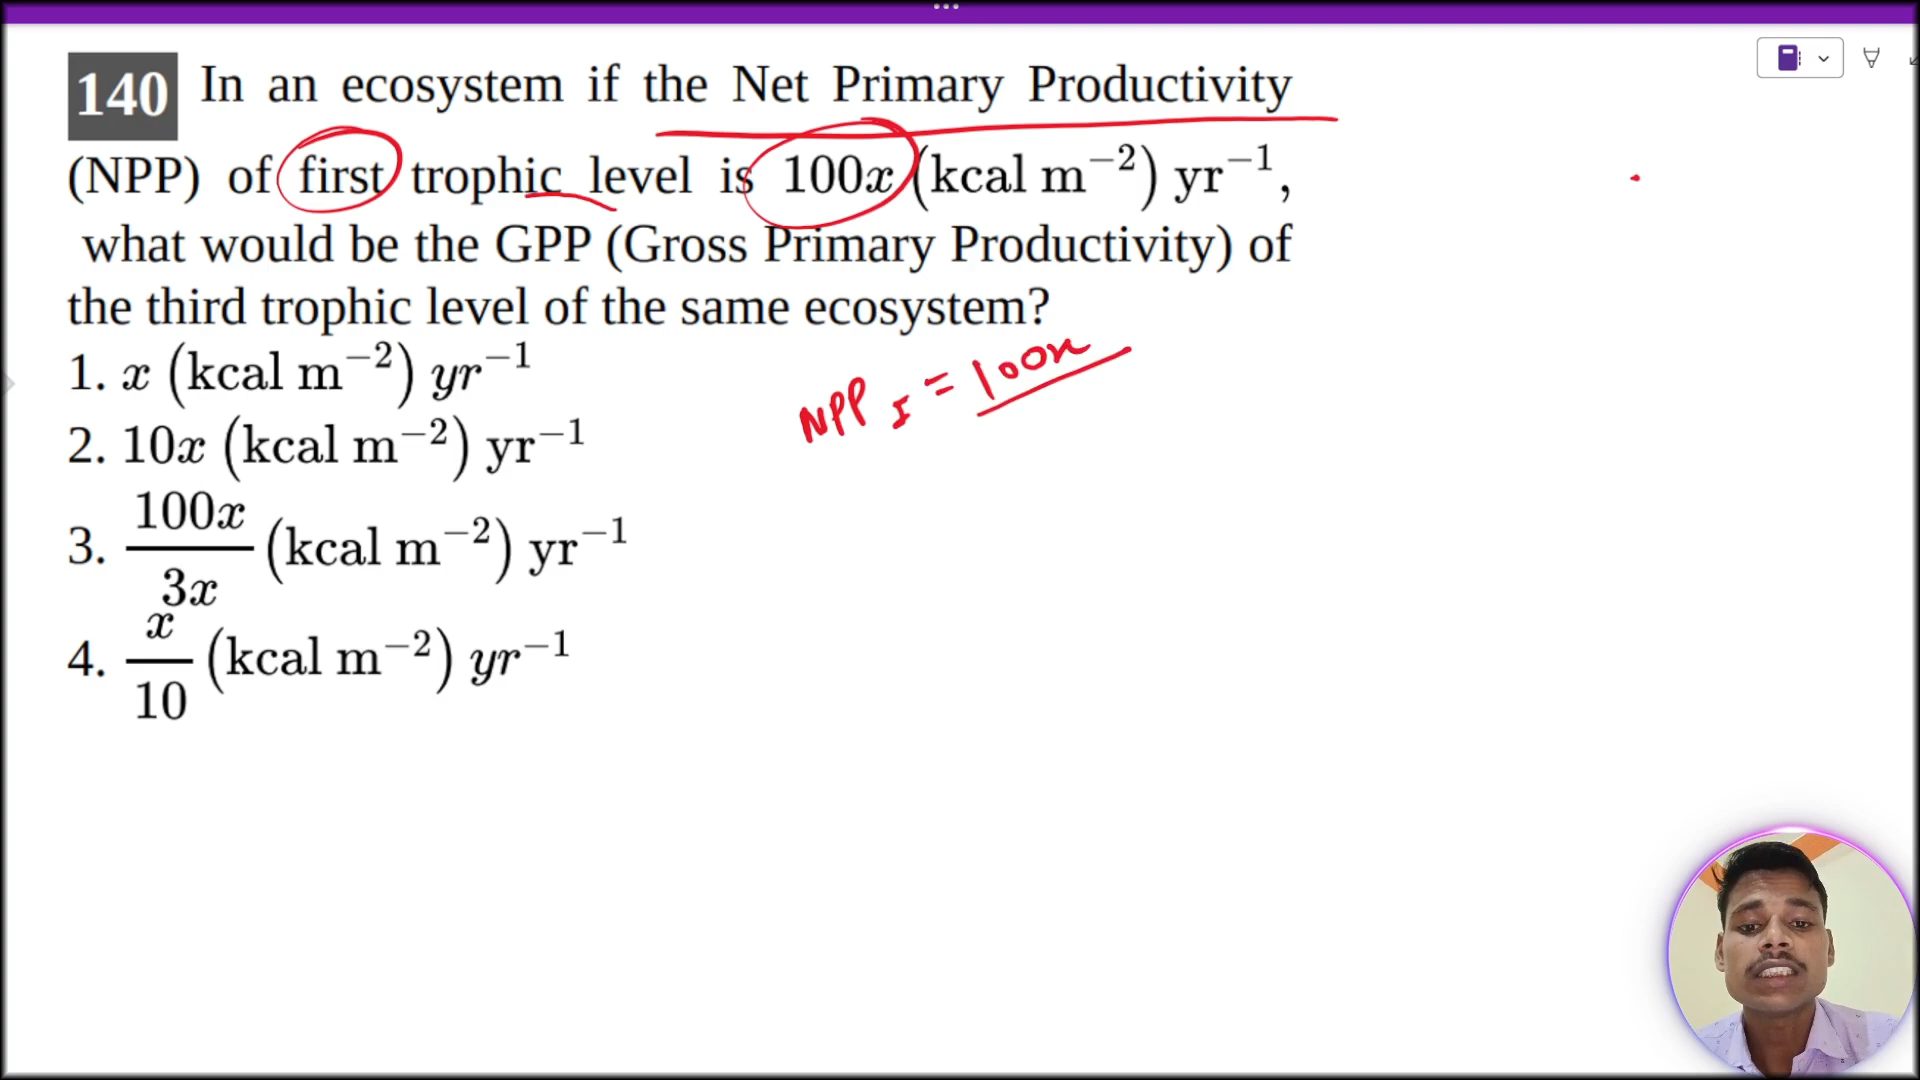 140 In an ecosystem if the Net Primary Productivity
(NPP) of first trophic level is 100x (kcal m⁻²) yr⁻¹,
what would be the GPP (Gross Primary Productivity) of
the third trophic level of the same ecosystem?
1. x (kcal m⁻²) yr⁻¹
2. 10x (kcal m⁻²) yr⁻¹
3. 100x/3x (kcal m⁻²) yr⁻¹
4. x/10 (kcal m⁻²) yr⁻¹
NPP I = 100x